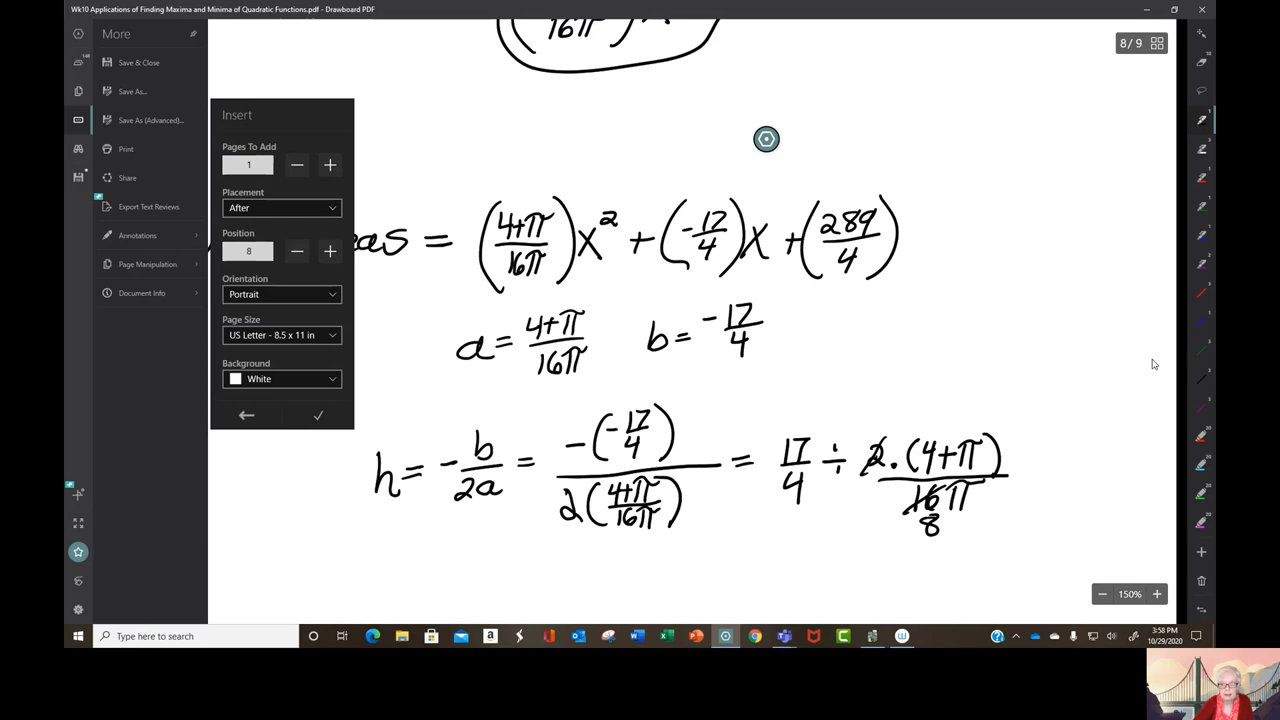 Wk10 Applications of Finding Maxima and Minima of Quadratic Functions.pdf - Drawboard PDF
More
Save & Close
Save As...
Save As (Advanced)...
Print
Share
Export Text Reviews
Annotations
Page Manipulation
Document Info
Insert
Pages To Add
1
Placement
After
Position
8
Orientation
Portrait
Page Size
US Letter - 8.5 x 11 in
Background
White
8 / 9
16π
eas = (4+π/16π)x² + (-17/4)x + (289/4)
a = 4+π/16π b = -17/4
h = -b/2a = -(-17/4)/2(4+π/16π) = 17/4 ÷ 2·(4+π)/16π
8
150%
Type here to search
3:58 PM
10/29/2020